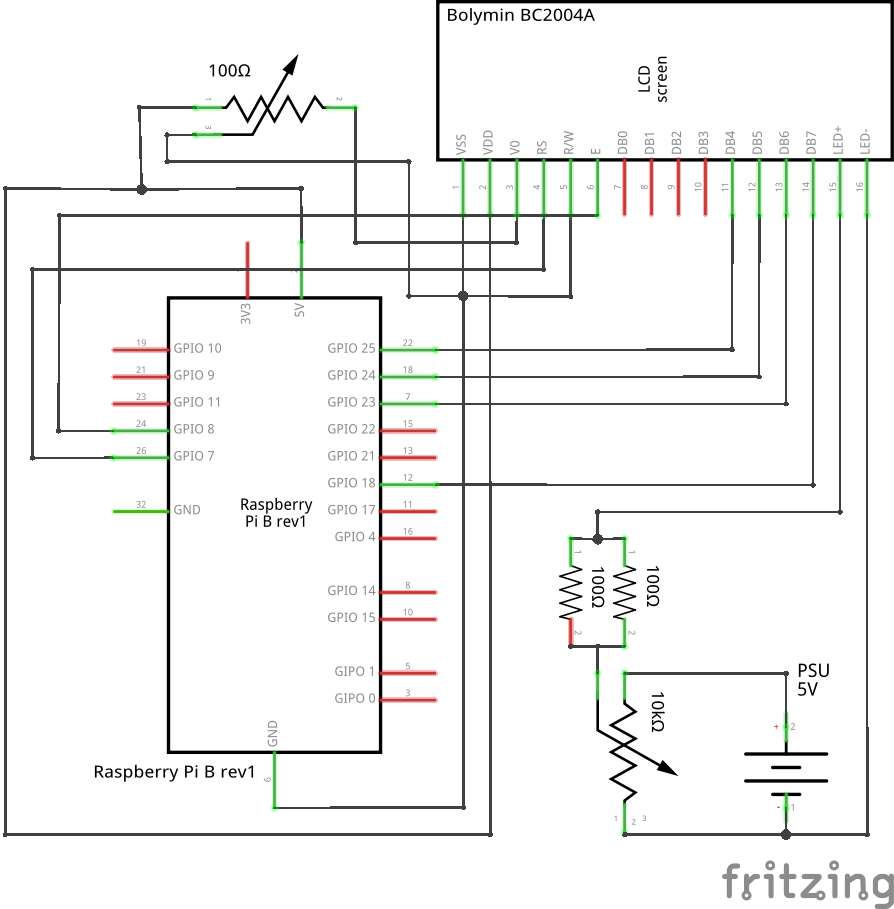 Bolymin BC2004A
LCD
screen
100Ω
1
2
3
VSS
VDD
V0
RS
R/W
E
DB0
DB1
DB2
DB3
DB4
DB5
DB6
DB7
LED+
LED-
1
2
3
4
5
6
7
8
9
10
11
12
13
14
15
16
3V3
5V
19 GPIO 10
21 GPIO 9
23 GPIO 11
24 GPIO 8
26 GPIO 7
32 GND
GPIO 25 22
GPIO 24 18
GPIO 23 7
GPIO 22 15
GPIO 21 13
GPIO 18 12
GPIO 17 11
GPIO 4 16
GPIO 14 8
GPIO 15 10
GIPO 1 5
GIPO 0 3
Raspberry
Pi B rev1
GND
Raspberry Pi B rev1
1
1
100Ω
100Ω
2
2
10kΩ
1 2 3
PSU
5V
+ 2
- 1
fritzing